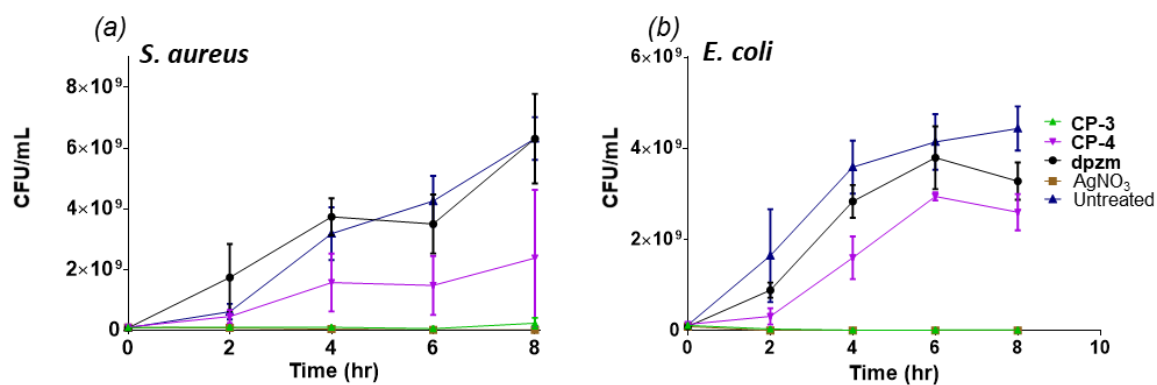 (a)
S. aureus
CFU/mL
8×10⁹
6×10⁹
4×10⁹
2×10⁹
0
0 2 4 6 8
Time (hr)
(b)
E. coli
CFU/mL
6×10⁹
4×10⁹
2×10⁹
0
0 2 4 6 8 10
Time (hr)
CP-3
CP-4
dpzm
AgNO₃
Untreated